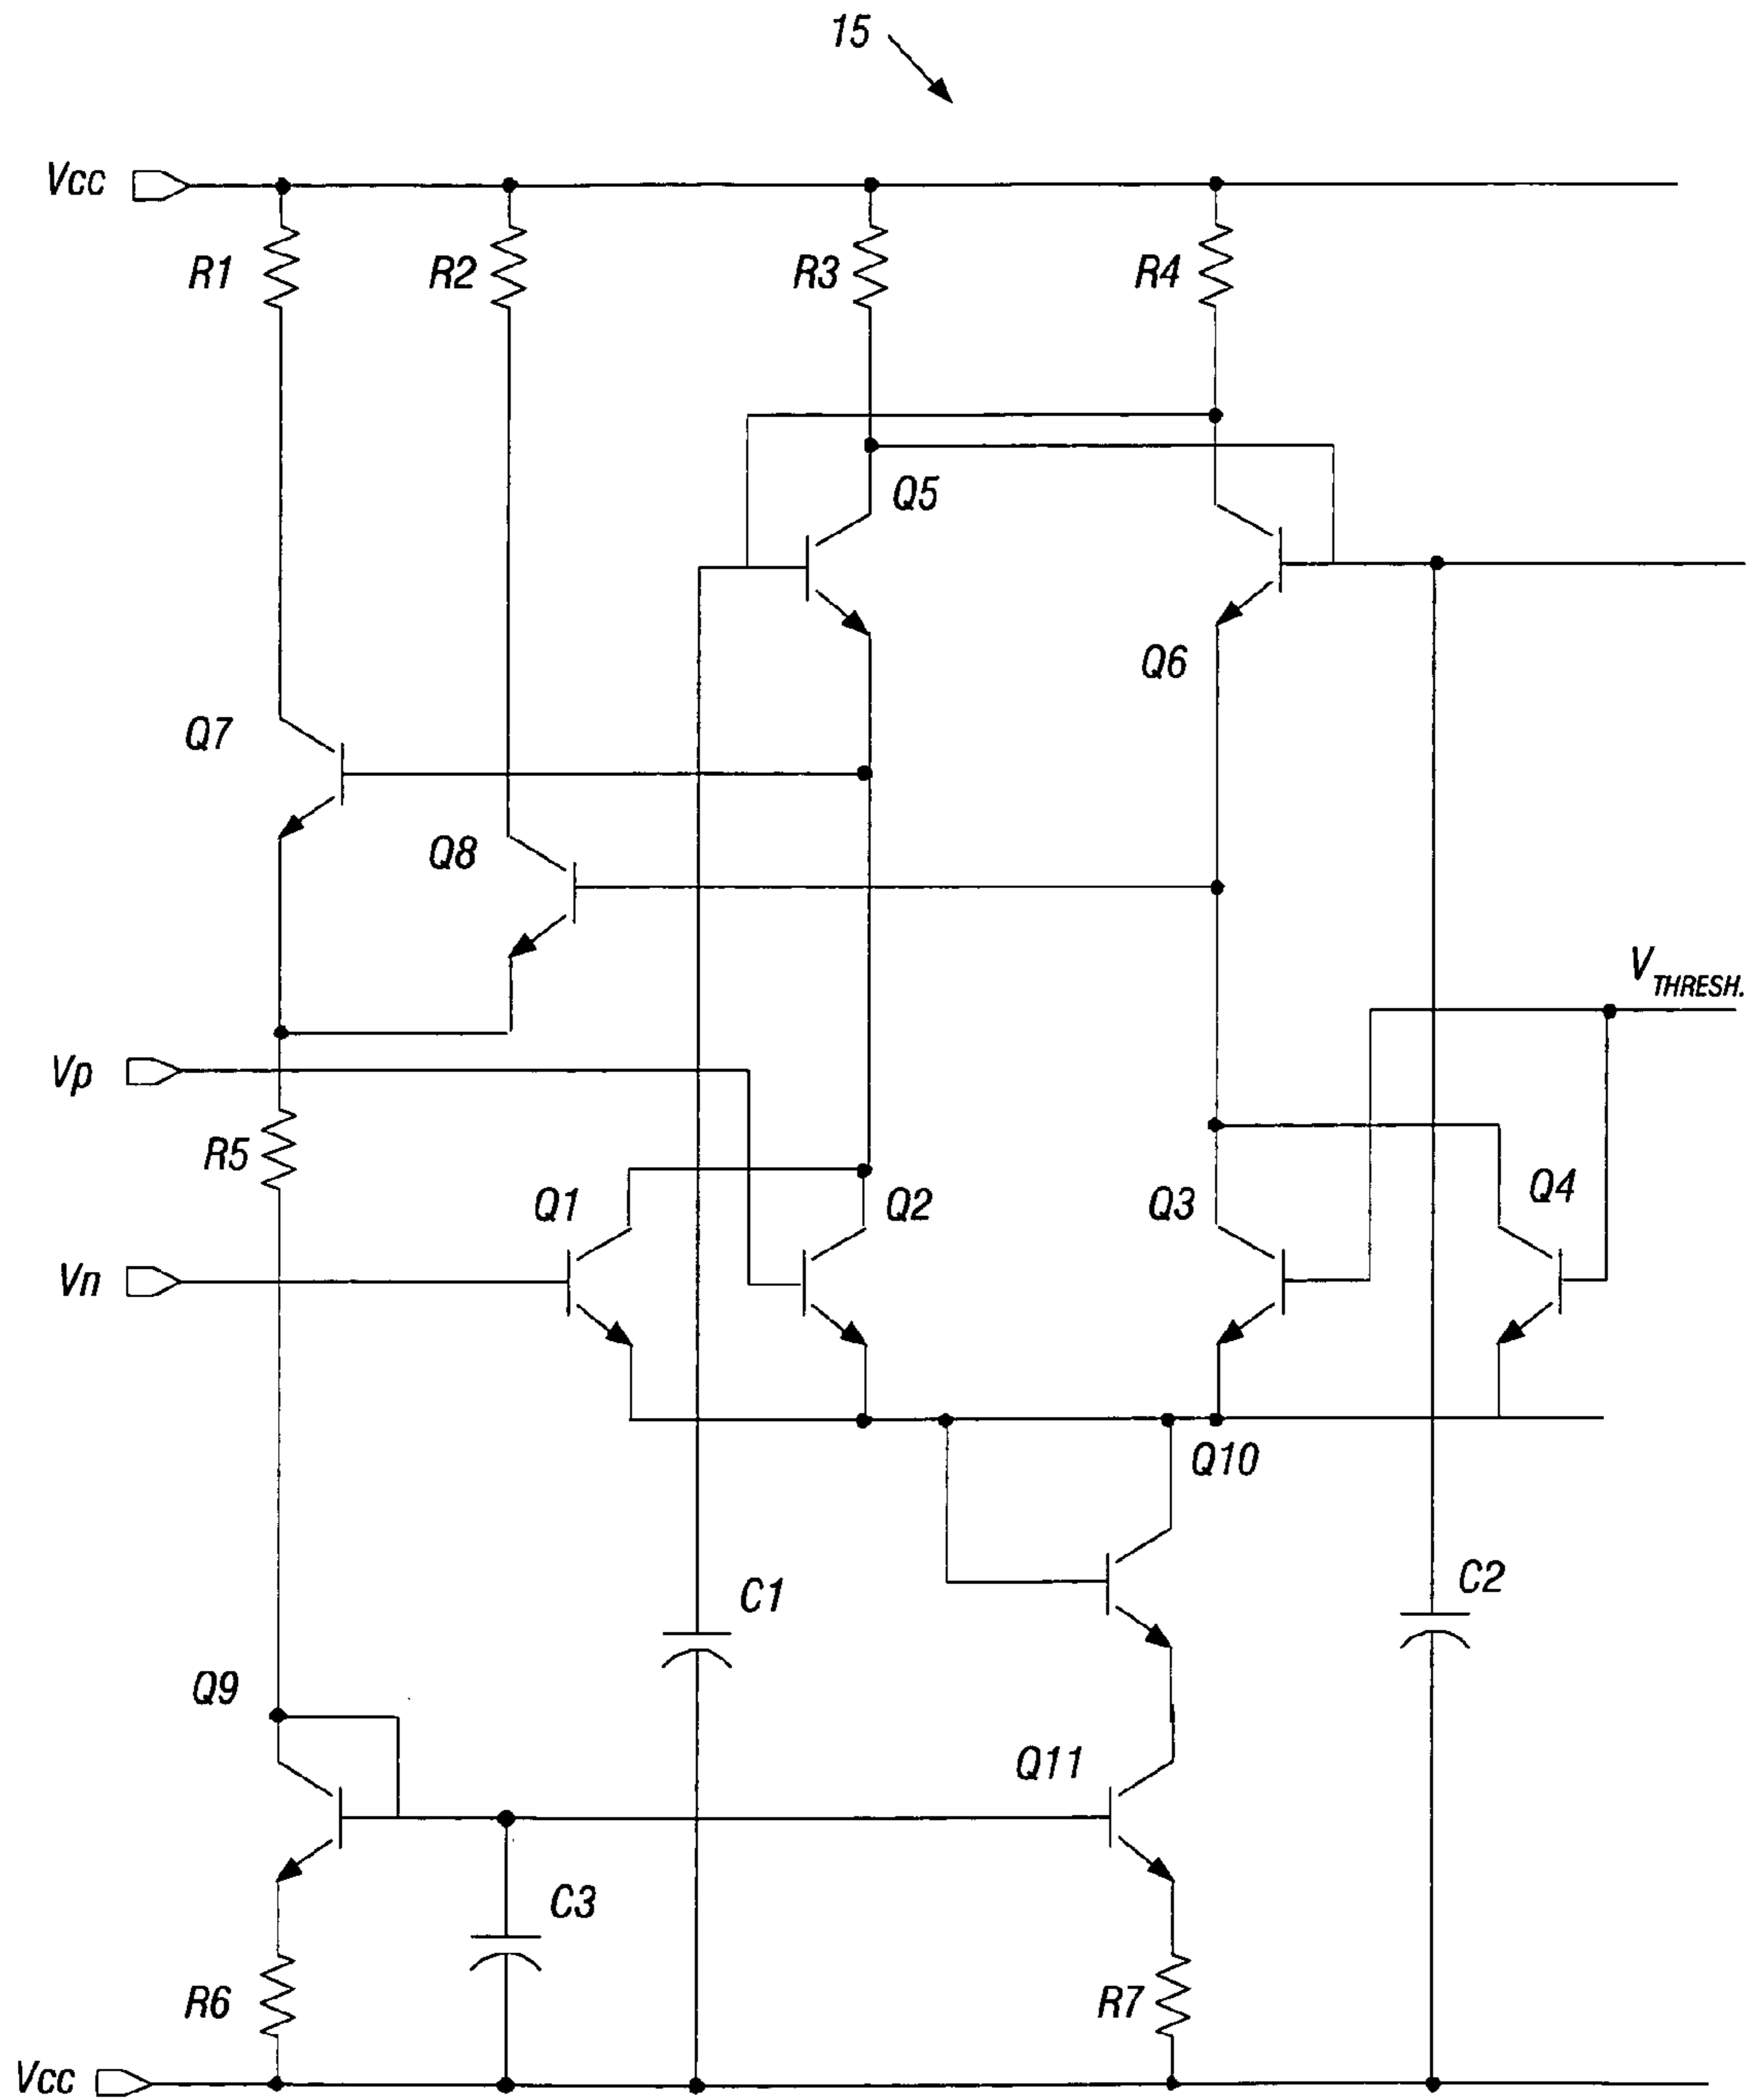 15
Vcc
R1
R2
R3
R4
Q5
Q6
Q7
Q8
VTHRESH.
Vp
R5
Q1
Q2
Q3
Q4
Vn
Q10
C1
C2
Q9
Q11
C3
R6
R7
Vcc